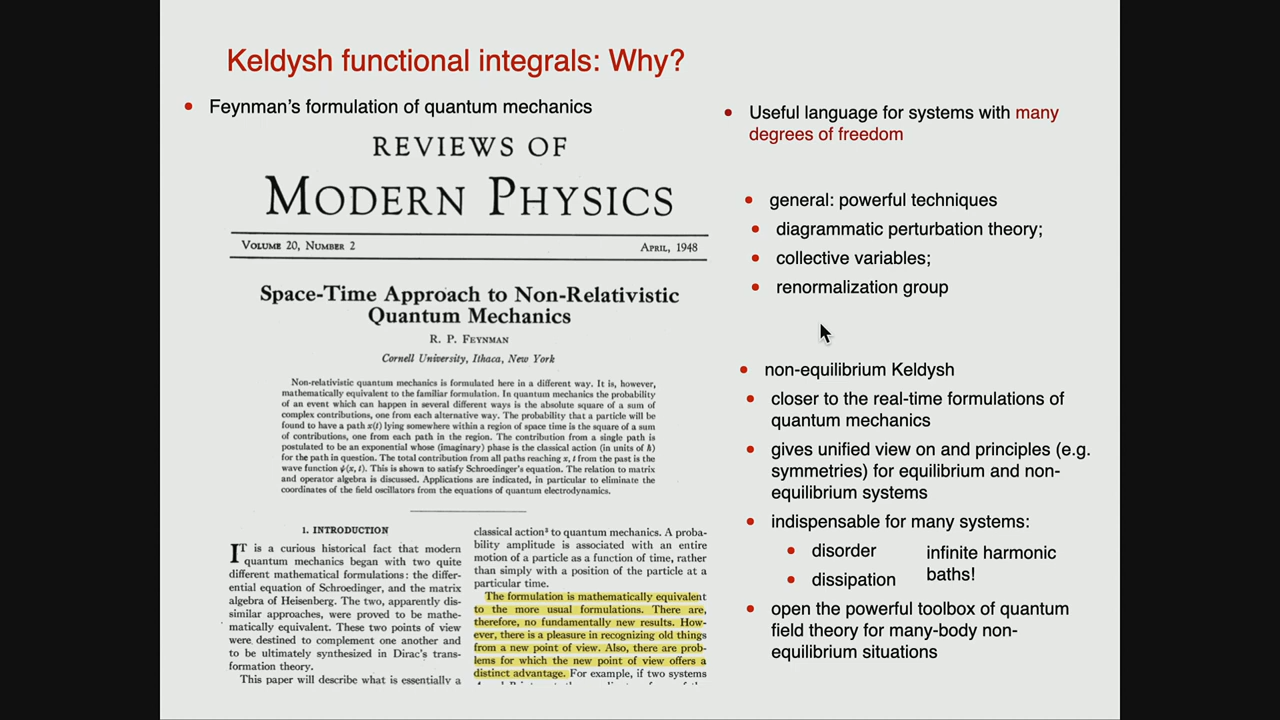 Keldysh functional integrals: Why?
• Feynman's formulation of quantum mechanics
REVIEWS OF
MODERN PHYSICS
VOLUME 20, NUMBER 2 APRIL, 1948
Space-Time Approach to Non-Relativistic
Quantum Mechanics
R. P. FEYNMAN
Cornell University, Ithaca, New York
Non-relativistic quantum mechanics is formulated here in a different way. It is, however,
mathematically equivalent to the familiar formulation. In quantum mechanics the probability
of an event which can happen in several different ways is the absolute square of a sum of
complex contributions, one from each alternative way. The probability that a particle will be
found to have a path x(t) lying somewhere within a region of space time is the square of a sum
of contributions, one from each path in the region. The contribution from a single path is
postulated to be an exponential whose (imaginary) phase is the classical action (in units of ħ)
for the path in question. The total contribution from all paths reaching x, t from the past is the
wave function ψ(x, t). This is shown to satisfy Schroedinger's equation. The relation to matrix
and operator algebra is discussed. Applications are indicated, in particular to eliminate the
coordinates of the field oscillators from the equations of quantum electrodynamics.
1. INTRODUCTION
IT is a curious historical fact that modern
quantum mechanics began with two quite
different mathematical formulations: the differ-
ential equation of Schroedinger, and the matrix
algebra of Heisenberg. The two, apparently dis-
similar approaches, were proved to be mathe-
matically equivalent. These two points of view
were destined to complement one another and
to be ultimately synthesized in Dirac's trans-
formation theory.
This paper will describe what is essentially a
classical action³ to quantum mechanics. A proba-
bility amplitude is associated with an entire
motion of a particle as a function of time, rather
than simply with a position of the particle at a
particular time.
The formulation is mathematically equivalent
to the more usual formulations. There are,
therefore, no fundamentally new results. How-
ever, there is a pleasure in recognizing old things
from a new point of view. Also, there are prob-
lems for which the new point of view offers a
distinct advantage. For example, if two systems
• Useful language for systems with many
degrees of freedom
• general: powerful techniques
• diagrammatic perturbation theory;
• collective variables;
• renormalization group
• non-equilibrium Keldysh
• closer to the real-time formulations of
quantum mechanics
• gives unified view on and principles (e.g.
symmetries) for equilibrium and non-
equilibrium systems
• indispensable for many systems:
• disorder
• dissipation
infinite harmonic
baths!
• open the powerful toolbox of quantum
field theory for many-body non-
equilibrium situations